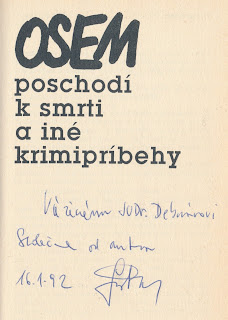 OSEM
poschodí
k smrti
a iné
krimipríbehy
Váženému JUDr.
Srdečne od autora
16.1.92